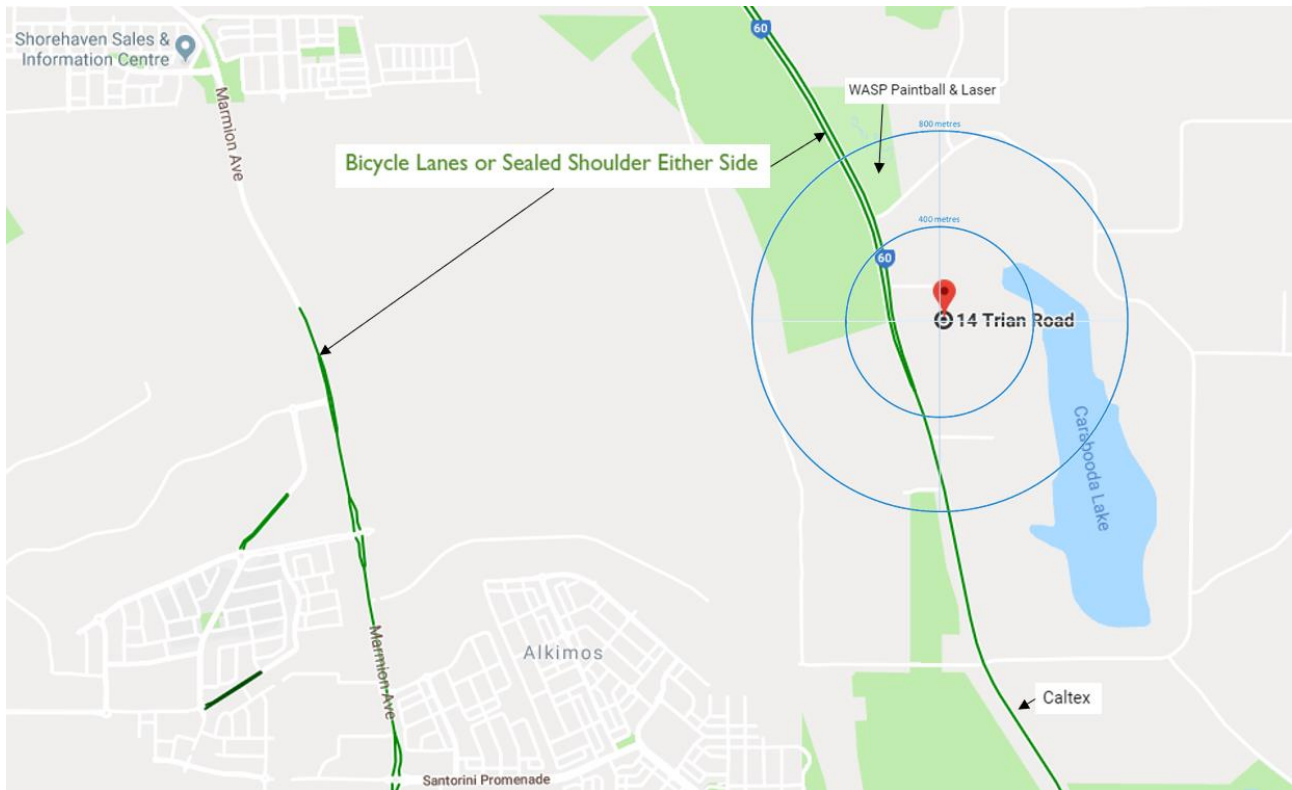 Shorehaven Sales &
Information Centre
60
WASP Paintball & Laser
Marmion Ave
800 metres
Bicycle Lanes or Sealed Shoulder Either Side
400 metres
60
14 Trian Road
Carabooda Lake
Marmion Ave
Alkimos
Caltex
Santorini Promenade